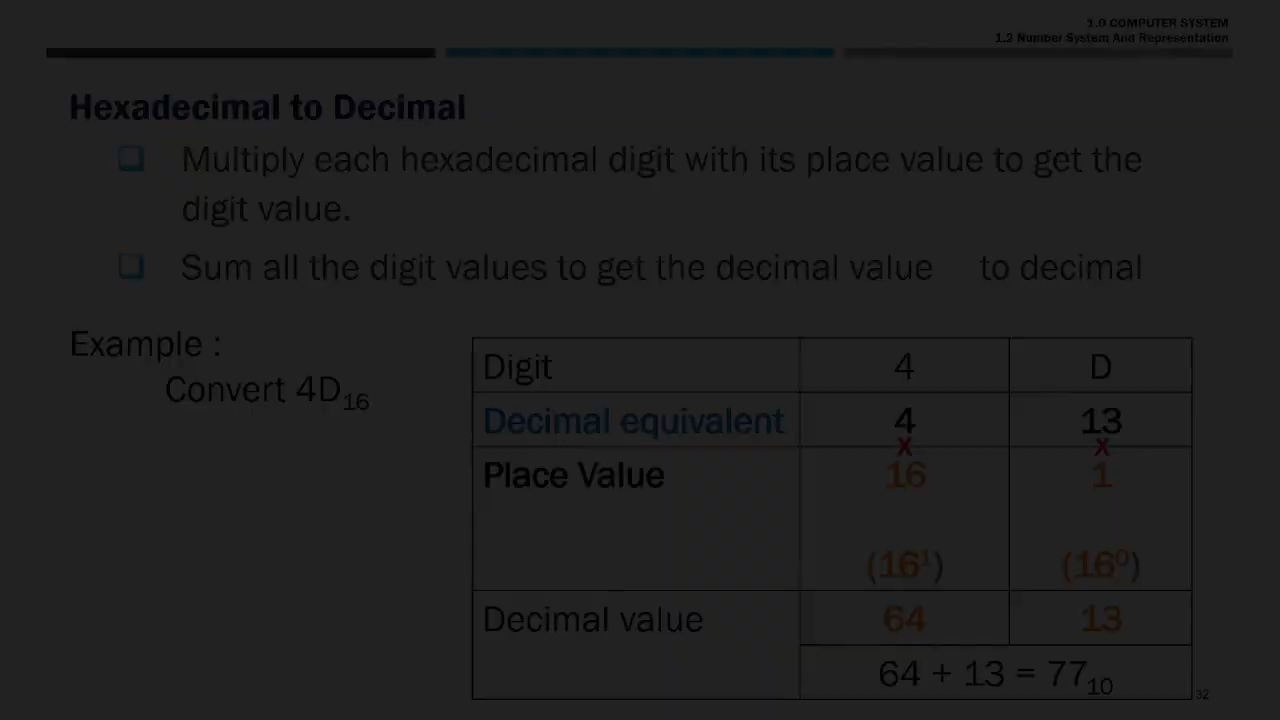 1.0 COMPUTER SYSTEM
1.2 Number System And Representation
Hexadecimal to Decimal
❑ Multiply each hexadecimal digit with its place value to get the
digit value.
❑ Sum all the digit values to get the decimal value to decimal
Example :
Convert 4D₁₆
Digit 4 D
Decimal equivalent 4 13
x x
Place Value 16 1
(16¹) (16⁰)
Decimal value 64 13
64 + 13 = 77₁₀
32